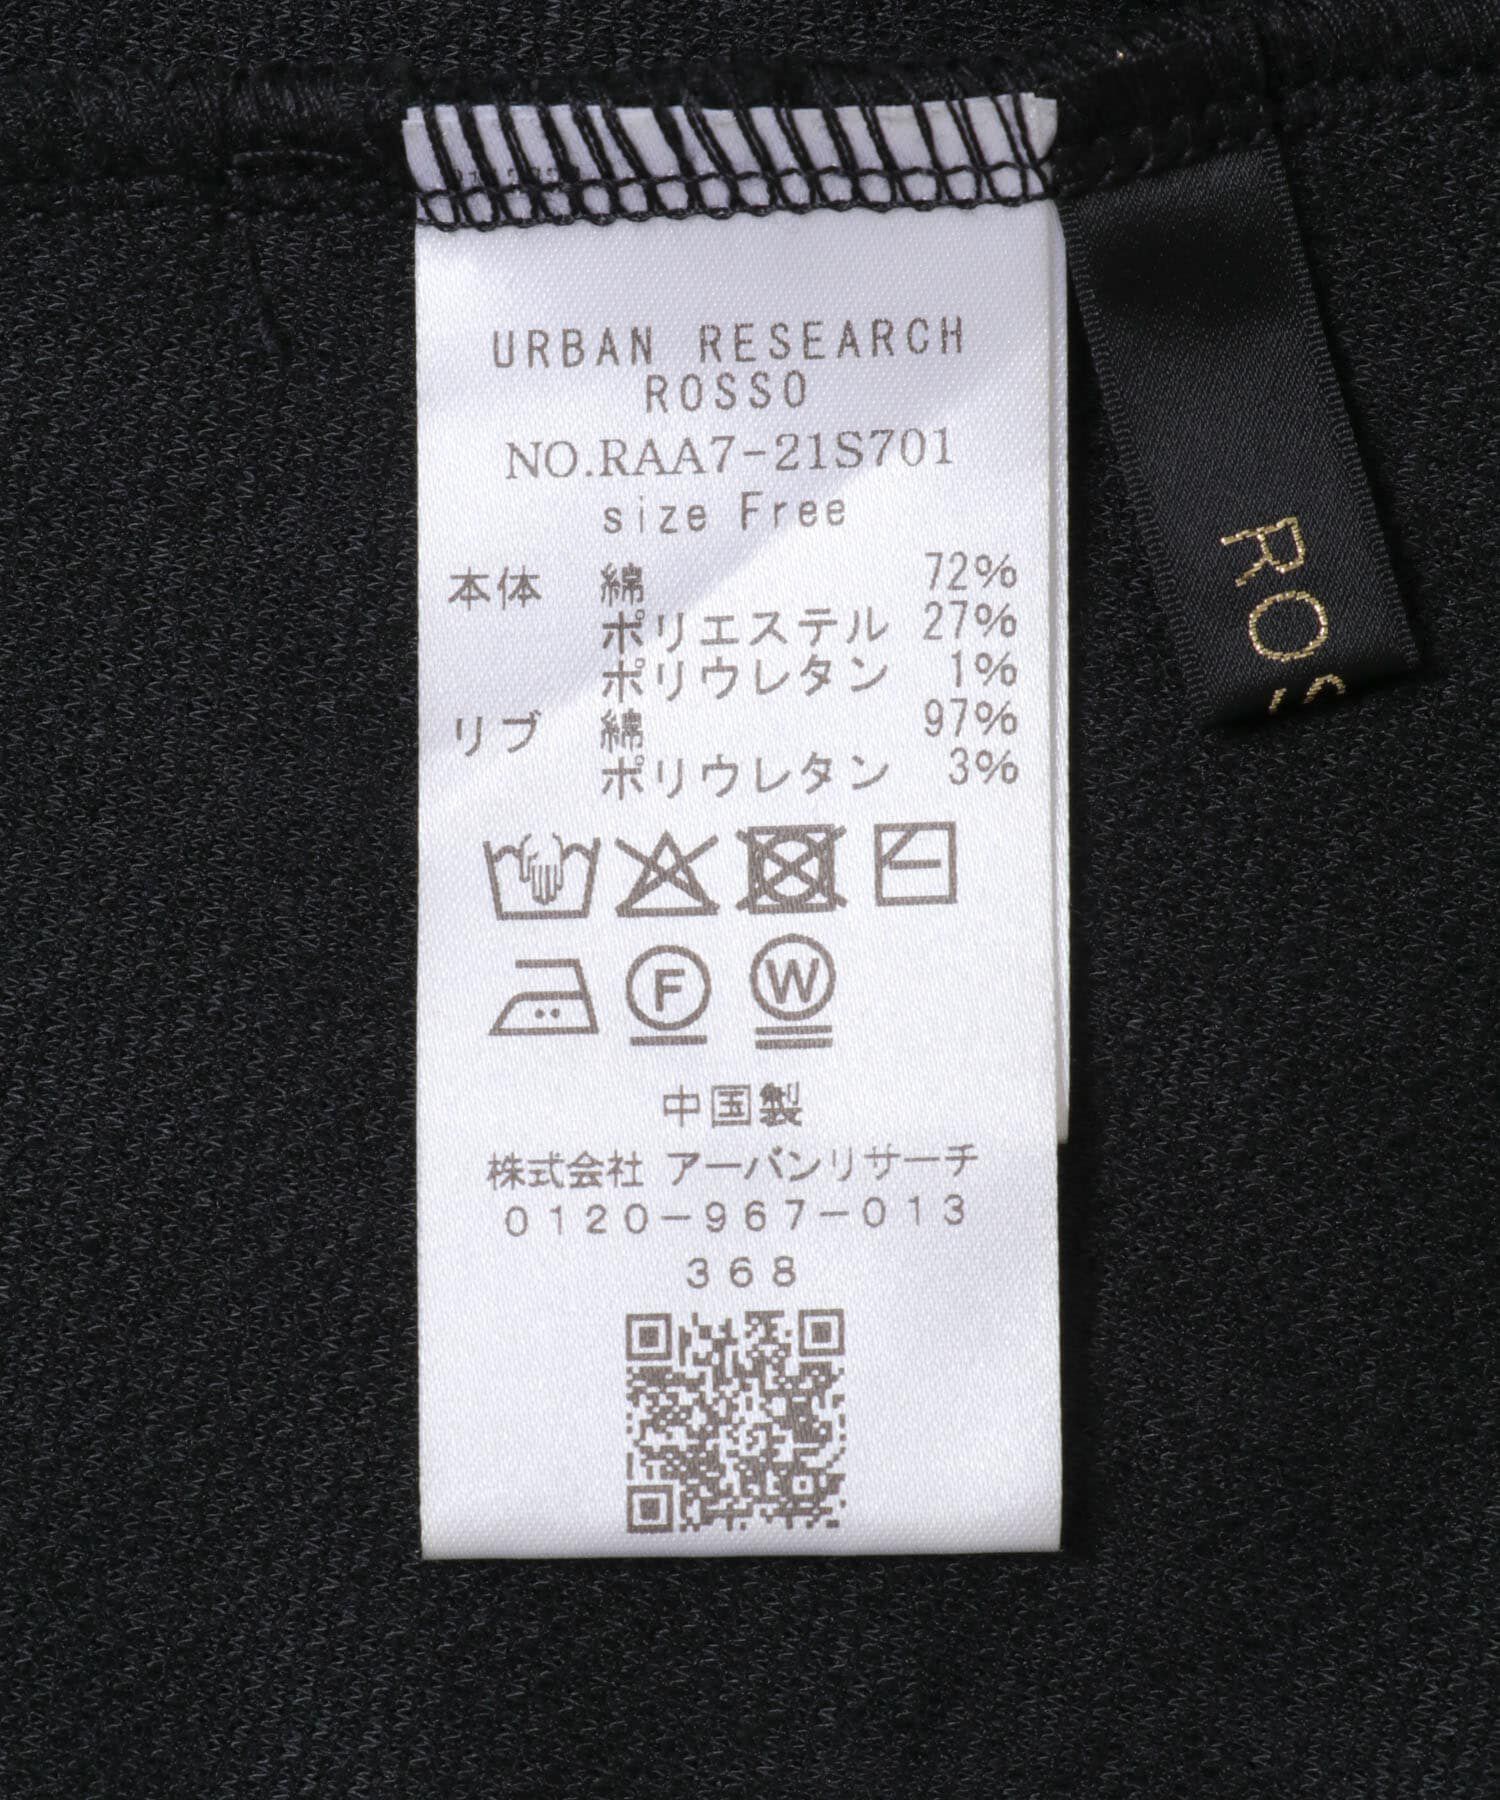 URBAN RESEARCH
ROSSO
NO.RAA7-21S701
size Free
本体 綿 72%
ポリエステル 27%
ポリウレタン 1%
リブ 綿 97%
ポリウレタン 3%
F W
中国製
株式会社 アーバンリサーチ
0120-967-013
368
ROS